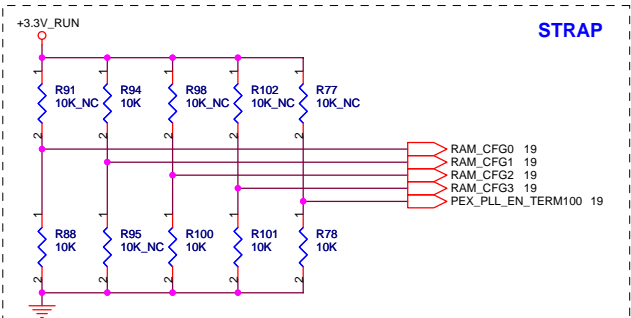 +3.3V_RUN
STRAP
1 1 1 1 1
R91 R94 R98 R102 R77
10K_NC 10K 10K_NC 10K_NC 10K_NC
2 2 2 2 2
RAM_CFG0 19
RAM_CFG1 19
RAM_CFG2 19
RAM_CFG3 19
PEX_PLL_EN_TERM100 19
1 1 1 1 1
R88 R95 R100 R101 R78
10K 10K_NC 10K 10K 10K
2 2 2 2 2